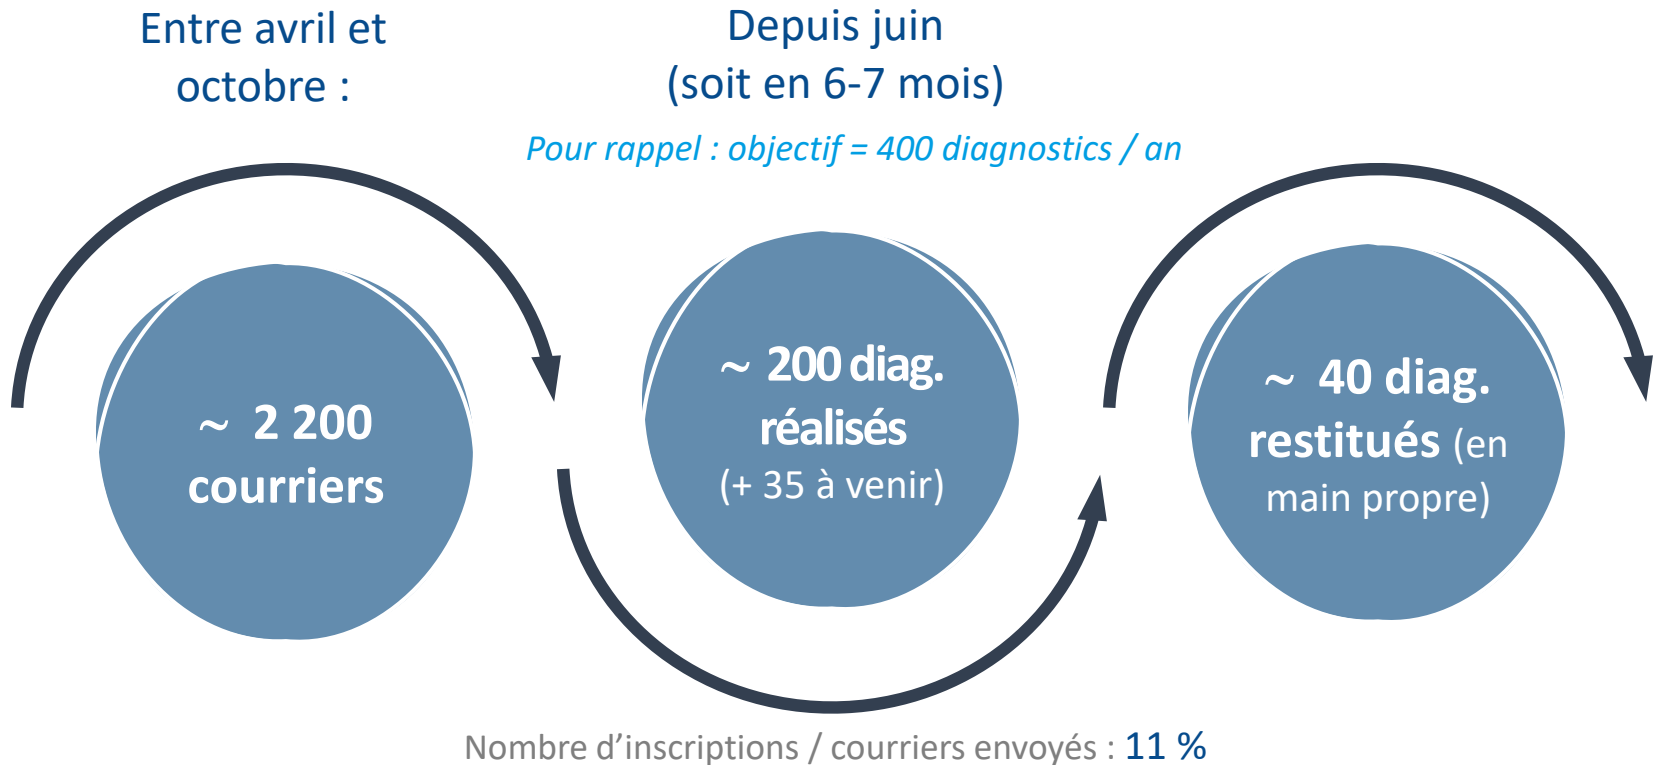 Entre avril et
octobre :
Depuis juin
(soit en 6-7 mois)
Pour rappel : objectif = 400 diagnostics / an
~ 2 200
courriers
~ 200 diag.
réalisés
(+ 35 à venir)
~ 40 diag.
restitués (en
main propre)
Nombre d’inscriptions / courriers envoyés : 11 %